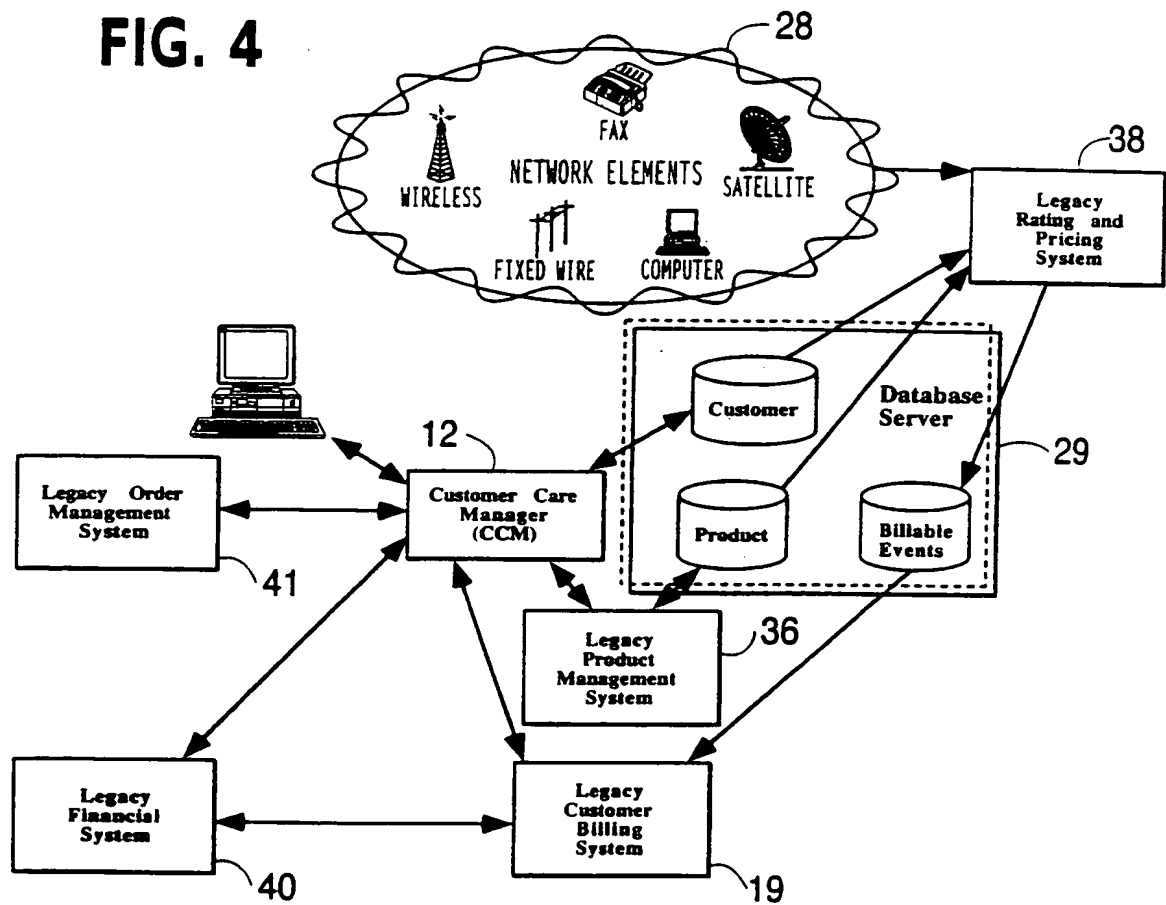 FIG. 4
28
FAX
WIRELESS
NETWORK ELEMENTS
SATELLITE
FIXED WIRE
COMPUTER
38
Legacy
Rating and
Pricing
System
Customer
Database
Server
29
12
Customer Care
Manager
(CCM)
Legacy Order
Management
System
41
Product
Billable
Events
Legacy
Product
Management
System
36
Legacy
Financial
System
40
Legacy
Customer
Billing
System
19